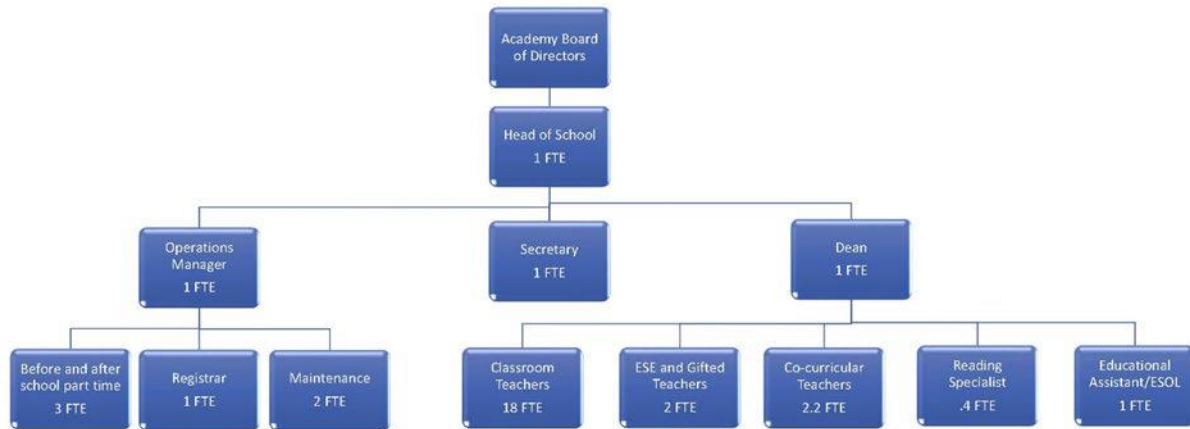 Academy Board
of Directors
Head of School
1 FTE
Operations
Manager
1 FTE
Secretary
1 FTE
Dean
1 FTE
Before and after
school part time
3 FTE
Registrar
1 FTE
Maintenance
2 FTE
Classroom
Teachers
18 FTE
ESE and Gifted
Teachers
2 FTE
Co-curricular
Teachers
2.2 FTE
Reading
Specialist
.4 FTE
Educational
Assistant/ESOL
1 FTE